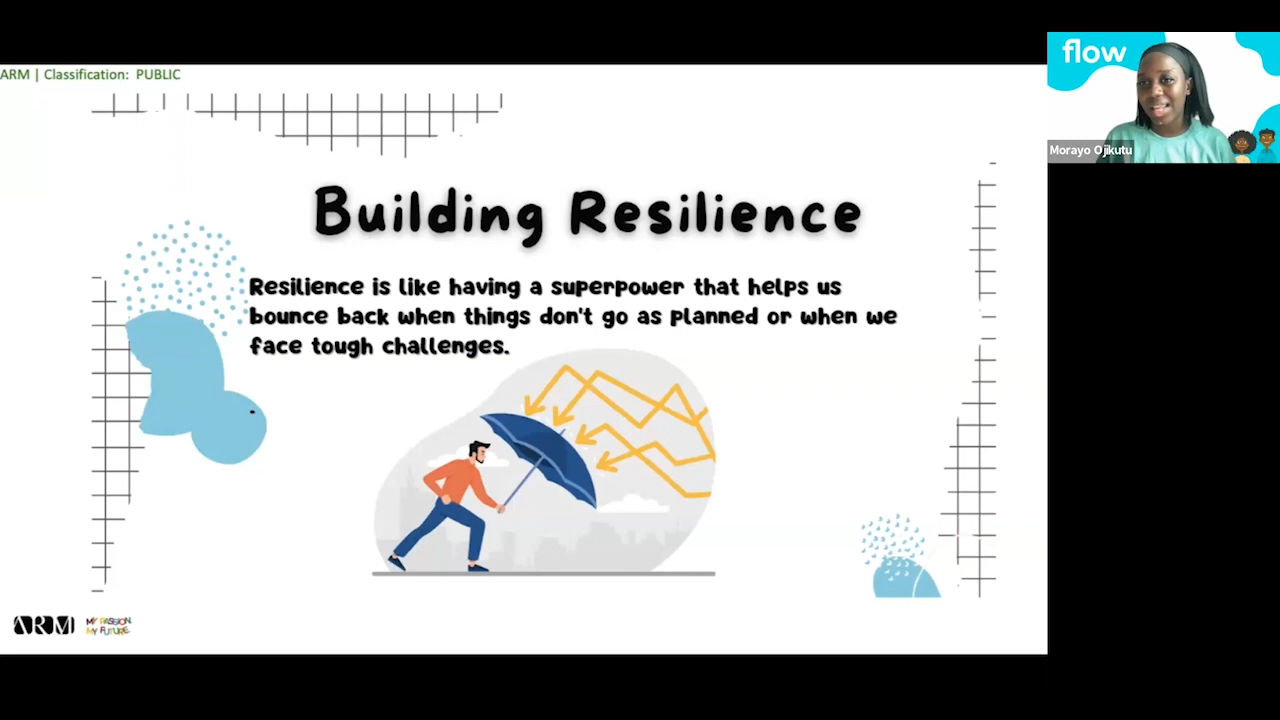 ARM | Classification: PUBLIC
flow
Morayo Ojikutu
Building Resilience
Resilience is like having a superpower that helps us
bounce back when things don't go as planned or when we
face tough challenges.
ARM
MY PASSION
MY FUTURE